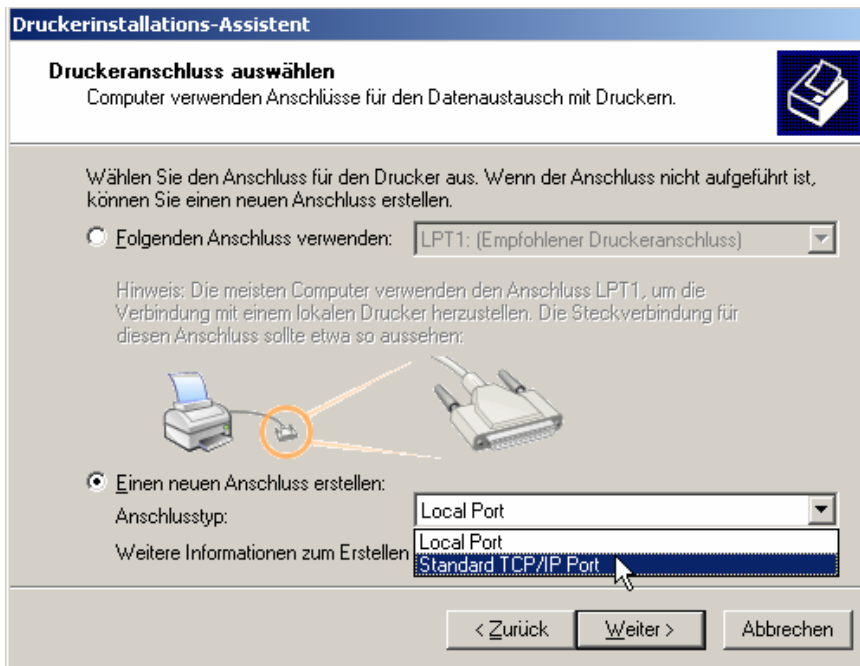 Druckerinstallations-Assistent
Druckeranschluss auswählen
Computer verwenden Anschlüsse für den Datenaustausch mit Druckern.
Wählen Sie den Anschluss für den Drucker aus. Wenn der Anschluss nicht aufgeführt ist,
können Sie einen neuen Anschluss erstellen.
Folgenden Anschluss verwenden: LPT1: (Empfohlener Druckeranschluss)
Hinweis: Die meisten Computer verwenden den Anschluss LPT1, um die
Verbindung mit einem lokalen Drucker herzustellen. Die Steckverbindung für
diesen Anschluss sollte etwa so aussehen:
Einen neuen Anschluss erstellen:
Anschlusstyp: Local Port
Local Port
Weitere Informationen zum Erstellen Standard TCP/IP Port
< Zurück Weiter > Abbrechen